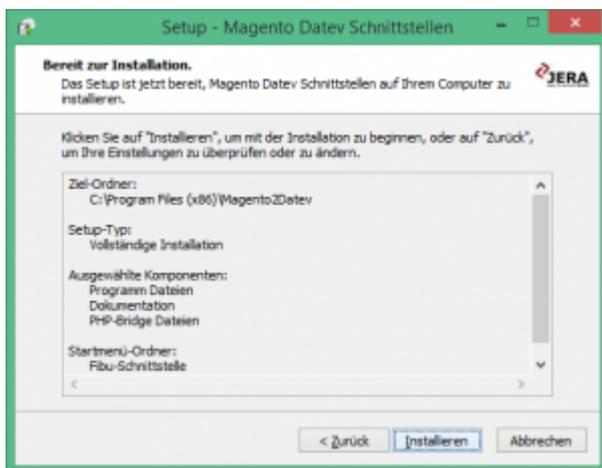 Setup - Magento Datev Schnittstellen
Bereit zur Installation.
Das Setup ist jetzt bereit, Magento Datev Schnittstellen auf Ihrem Computer zu
installieren.
JERA
Klicken Sie auf "Installieren", um mit der Installation zu beginnen, oder auf "Zurück",
um Ihre Einstellungen zu überprüfen oder zu ändern.
Ziel-Ordner:
C:\Program Files (x86)\Magento2Datev
Setup-Typ:
Vollständige Installation
Ausgewählte Komponenten:
Programm Dateien
Dokumentation
PHP-Bridge Dateien
Startmenü-Ordner:
Fibu-Schnittstelle
< Zurück
Installieren
Abbrechen